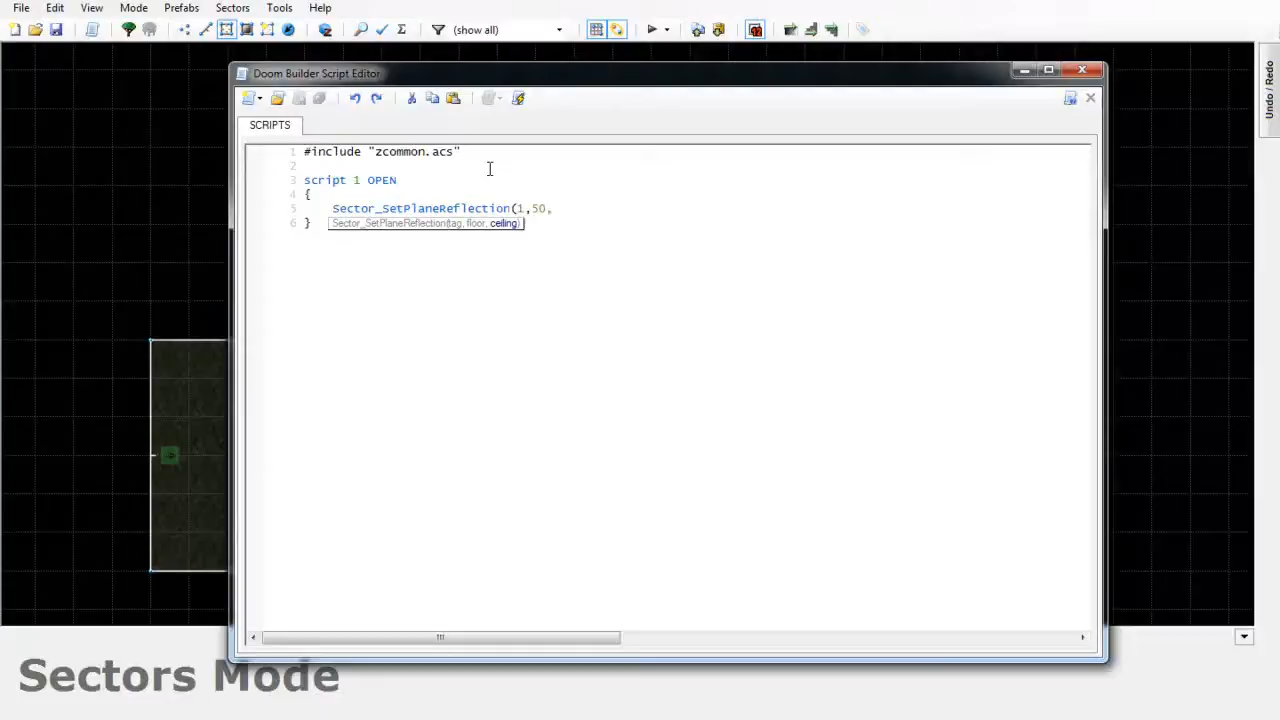 File Edit View Mode Prefabs Sectors Tools Help
(show all)
Undo / Redo
Doom Builder Script Editor
SCRIPTS
1 #include "zcommon.acs"
2
3 script 1 OPEN
4 {
5 Sector_SetPlaneReflection(1,50,
6 } Sector_SetPlaneReflection(tag, floor, ceiling)
Sectors Mode